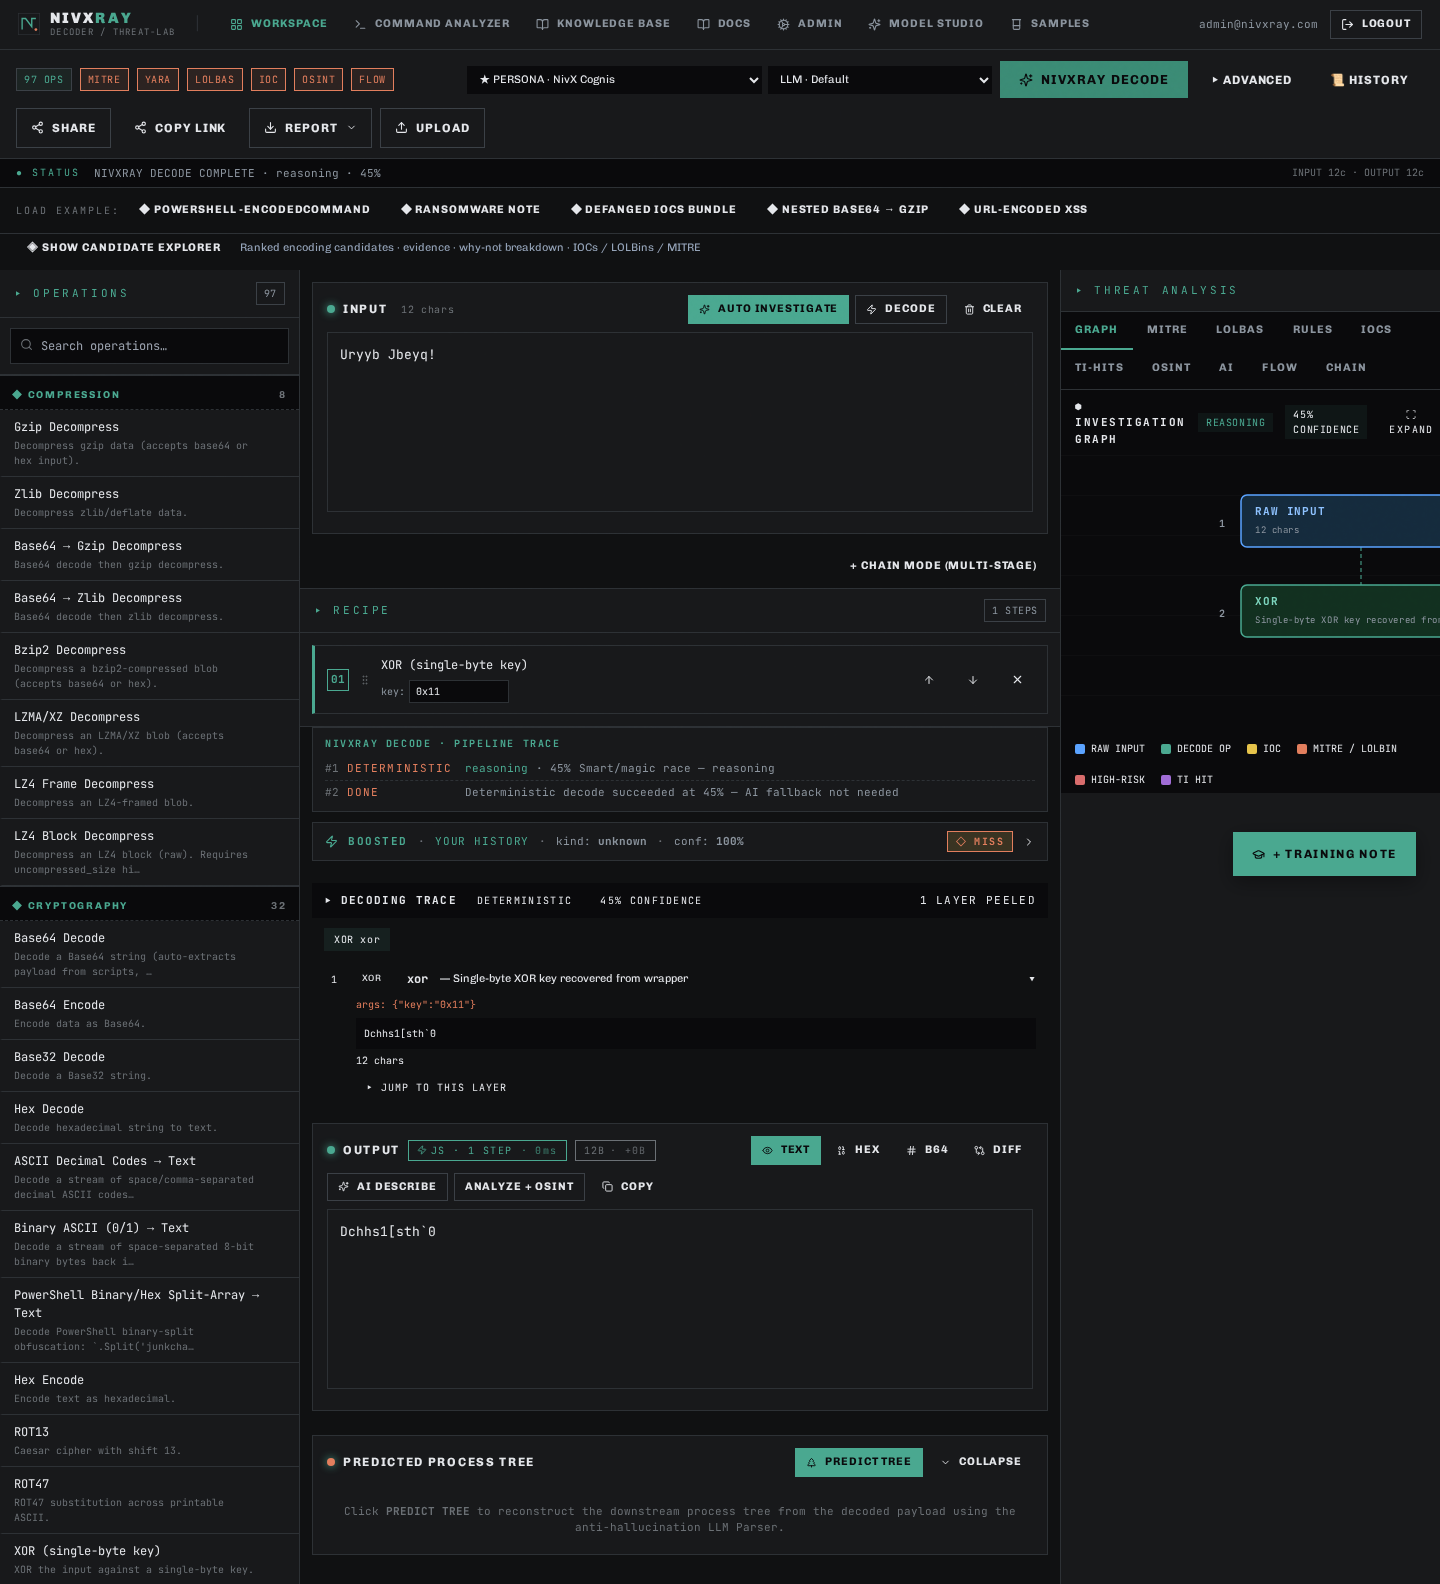 NIVXRAY
DECODER / THREAT-LAB
WORKSPACE
COMMAND ANALYZER
KNOWLEDGE BASE
DOCS
ADMIN
MODEL STUDIO
SAMPLES
admin@nivxray.com
LOGOUT
97 OPS
MITRE
YARA
LOLBAS
IOC
OSINT
FLOW
★ PERSONA · NivX Cognis
LLM · Default
NIVXRAY DECODE
▸ ADVANCED
📜 HISTORY
SHARE
COPY LINK
REPORT
UPLOAD
● STATUS NIVXRAY DECODE COMPLETE · reasoning · 45%
INPUT 12c · OUTPUT 12c
LOAD EXAMPLE:
◆ POWERSHELL -ENCODEDCOMMAND
◆ RANSOMWARE NOTE
◆ DEFANGED IOCS BUNDLE
◆ NESTED BASE64 → GZIP
◆ URL-ENCODED XSS
◈ SHOW CANDIDATE EXPLORER
Ranked encoding candidates · evidence · why-not breakdown · IOCs / LOLBins / MITRE
▸ OPERATIONS
97
Search operations…
◆ COMPRESSION
8
Gzip Decompress
Decompress gzip data (accepts base64 or
hex input).
Zlib Decompress
Decompress zlib/deflate data.
Base64 → Gzip Decompress
Base64 decode then gzip decompress.
Base64 → Zlib Decompress
Base64 decode then zlib decompress.
Bzip2 Decompress
Decompress a bzip2-compressed blob
(accepts base64 or hex).
LZMA/XZ Decompress
Decompress an LZMA/XZ blob (accepts
base64 or hex).
LZ4 Frame Decompress
Decompress an LZ4-framed blob.
LZ4 Block Decompress
Decompress an LZ4 block (raw). Requires
uncompressed_size hi…
◆ CRYPTOGRAPHY
32
Base64 Decode
Decode a Base64 string (auto-extracts
payload from scripts, …
Base64 Encode
Encode data as Base64.
Base32 Decode
Decode a Base32 string.
Hex Decode
Decode hexadecimal string to text.
ASCII Decimal Codes → Text
Decode a stream of space/comma-separated
decimal ASCII codes…
Binary ASCII (0/1) → Text
Decode a stream of space-separated 8-bit
binary bytes back i…
PowerShell Binary/Hex Split-Array →
Text
Decode PowerShell binary-split
obfuscation: `.Split('junkcha…
Hex Encode
Encode text as hexadecimal.
ROT13
Caesar cipher with shift 13.
ROT47
ROT47 substitution across printable
ASCII.
XOR (single-byte key)
XOR the input against a single-byte key.
INPUT 12 chars
AUTO INVESTIGATE
DECODE
CLEAR
Uryyb Jbeyq!
+ CHAIN MODE (MULTI-STAGE)
▸ RECIPE
1 STEPS
01
XOR (single-byte key)
key: 0x11
NIVXRAY DECODE · PIPELINE TRACE
#1 DETERMINISTIC reasoning · 45% Smart/magic race — reasoning
#2 DONE Deterministic decode succeeded at 45% — AI fallback not needed
BOOSTED · YOUR HISTORY · kind: unknown · conf: 100%
◇ MISS
▸ DECODING TRACE DETERMINISTIC 45% CONFIDENCE
1 LAYER PEELED
XOR xor
1 XOR xor — Single-byte XOR key recovered from wrapper
args: {"key":"0x11"}
Dchhs1[sth`0
12 chars
▸ JUMP TO THIS LAYER
OUTPUT
JS · 1 STEP · 0ms
12B · +0B
TEXT
HEX
B64
DIFF
AI DESCRIBE
ANALYZE + OSINT
COPY
Dchhs1[sth`0
PREDICTED PROCESS TREE
PREDICT TREE
COLLAPSE
Click PREDICT TREE to reconstruct the downstream process tree from the decoded payload using the
anti-hallucination LLM Parser.
▸ THREAT ANALYSIS
GRAPH
MITRE
LOLBAS
RULES
IOCS
TI-HITS
OSINT
AI
FLOW
CHAIN
INVESTIGATION
GRAPH
REASONING
45%
CONFIDENCE
EXPAND
1
RAW INPUT
12 chars
2
XOR
Single-byte XOR key recovered from
RAW INPUT
DECODE OP
IOC
MITRE / LOLBIN
HIGH-RISK
TI HIT
+ TRAINING NOTE